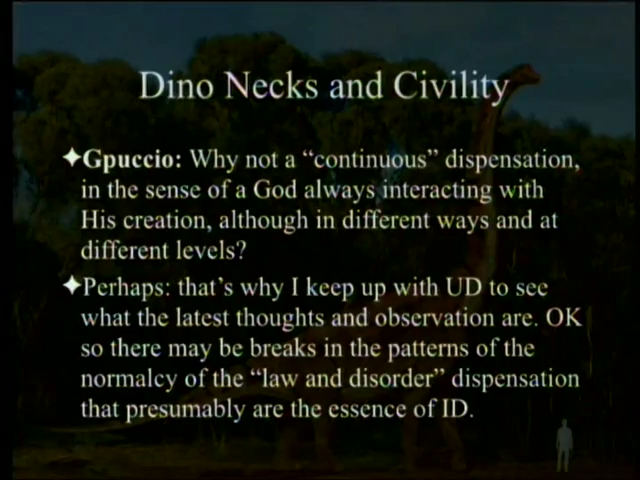 Dino Necks and Civility
✦Gpuccio: Why not a “continuous” dispensation,
in the sense of a God always interacting with
His creation, although in different ways and at
different levels?
✦Perhaps: that’s why I keep up with UD to see
what the latest thoughts and observation are. OK
so there may be breaks in the patterns of the
normalcy of the “law and disorder” dispensation
that presumably are the essence of ID.